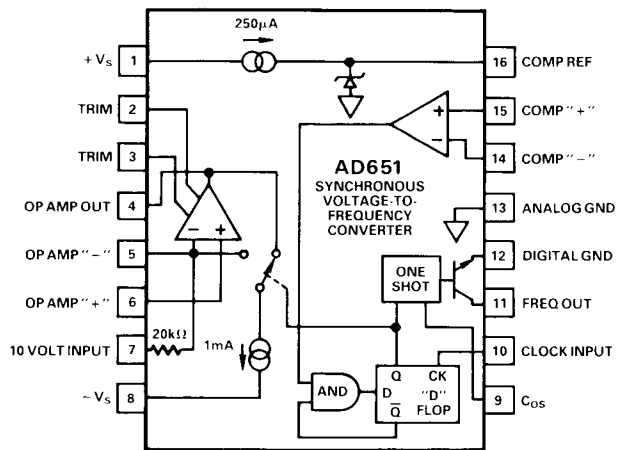 250µA
+VS 1
TRIM 2
TRIM 3
OP AMP OUT 4
OP AMP "–" 5
OP AMP "+" 6
10 VOLT INPUT 7
–VS 8
16 COMP REF
15 COMP "+"
14 COMP "–"
13 ANALOG GND
12 DIGITAL GND
11 FREQ OUT
10 CLOCK INPUT
9 COS
+
–
AD651
SYNCHRONOUS
VOLTAGE-TO-
FREQUENCY
CONVERTER
– +
20kΩ
1mA
ONE
SHOT
AND
Q CK
D "D"
Q̅ FLOP